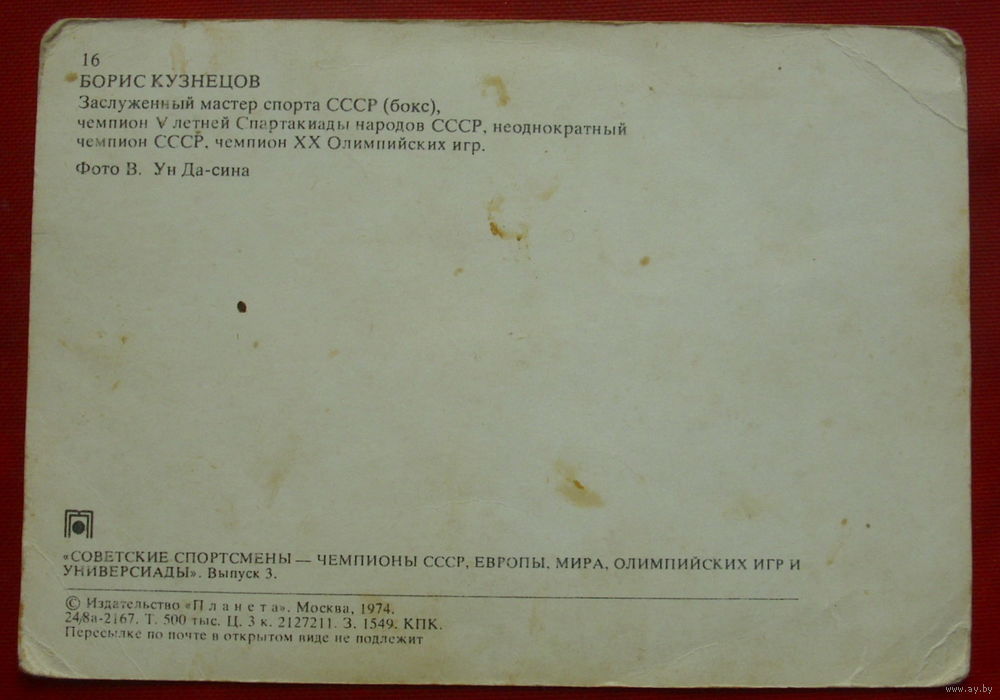 16
БОРИС КУЗНЕЦОВ
Заслуженный мастер спорта СССР (бокс),
чемпион V летней Спартакиады народов СССР, неоднократный
чемпион СССР, чемпион XX Олимпийских игр.
Фото В. Ун Да-сина
«СОВЕТСКИЕ СПОРТСМЕНЫ — ЧЕМПИОНЫ СССР, ЕВРОПЫ, МИРА, ОЛИМПИЙСКИХ ИГР И
УНИВЕРСИАДЫ». Выпуск 3.
© Издательство «Планета». Москва, 1974.
24/8а-2167. Т. 500 тыс. Ц. 3 к. 2127211. З. 1549. КПК.
Пересылке по почте в открытом виде не подлежит
www.ay.by